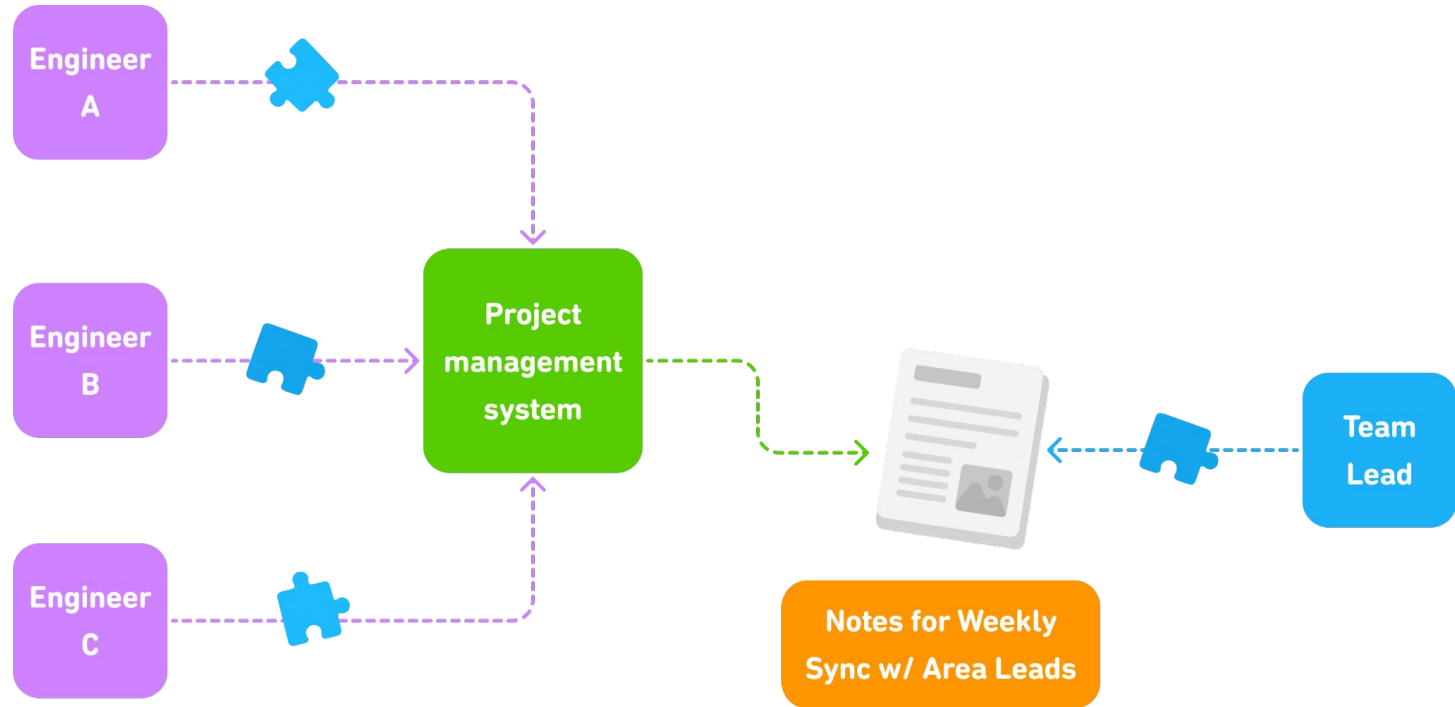 Engineer
A
Engineer
B
Project
management
system
Team
Lead
Engineer
C
Notes for Weekly
Sync w/ Area Leads